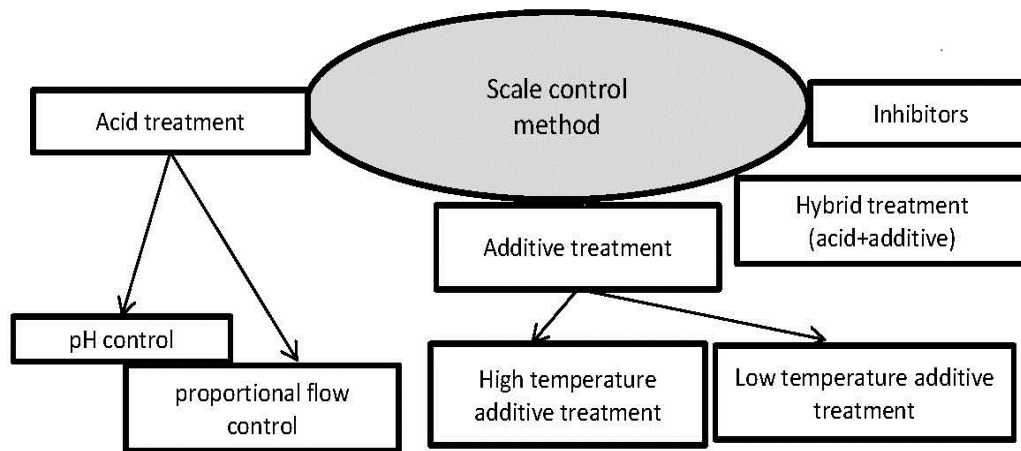 Scale control
method
Acid treatment
Inhibitors
Hybrid treatment
(acid+additive)
Additive treatment
pH control
proportional flow
control
High temperature
additive treatment
Low temperature additive
treatment